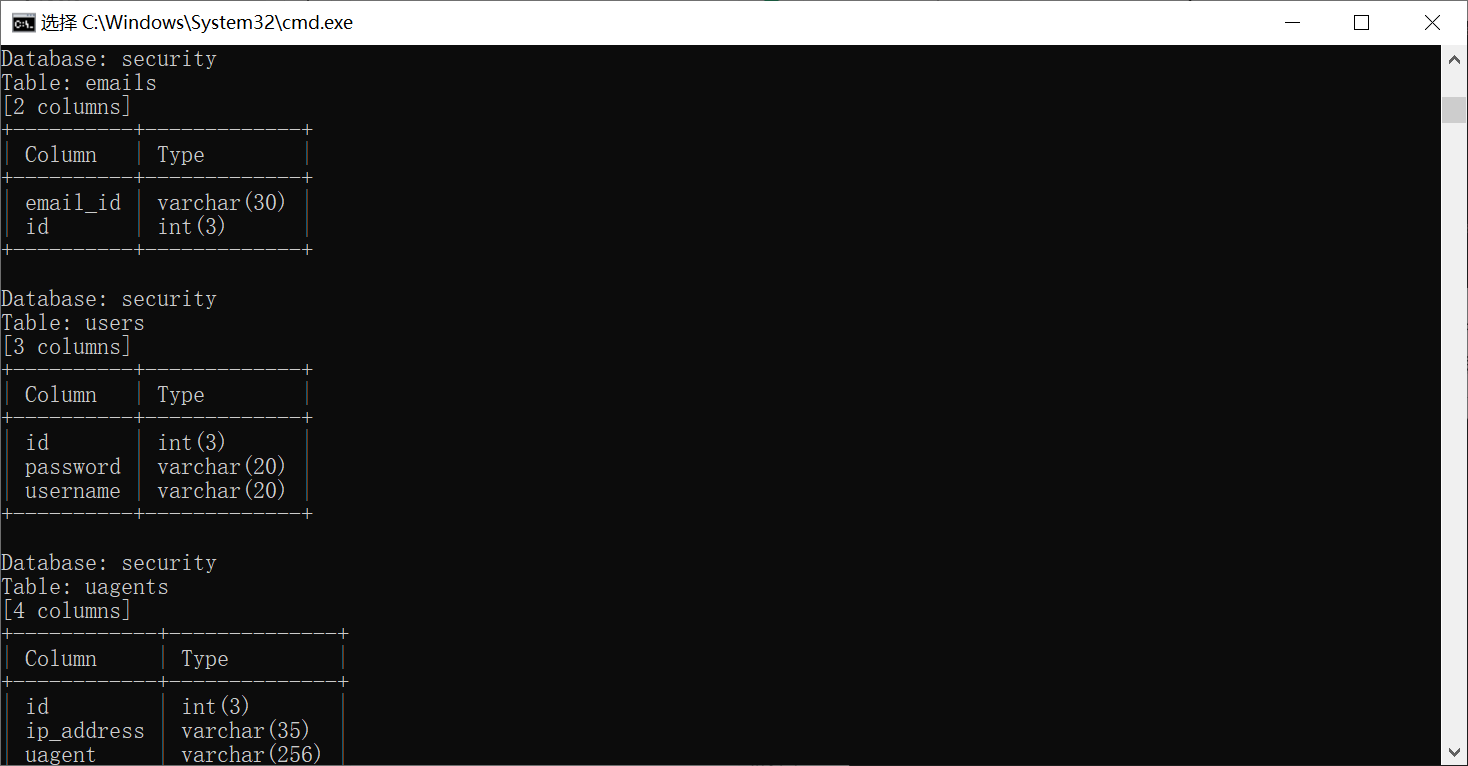 选择 C:\Windows\System32\cmd.exe
Database: security
Table: emails
[2 columns]
+----------+-------------+
| Column   | Type        |
+----------+-------------+
| email_id | varchar(30) |
| id       | int(3)      |
+----------+-------------+
Database: security
Table: users
[3 columns]
+----------+-------------+
| Column   | Type        |
+----------+-------------+
| id       | int(3)      |
| password | varchar(20) |
| username | varchar(20) |
+----------+-------------+
Database: security
Table: uagents
[4 columns]
+------------+--------------+
| Column     | Type         |
+------------+--------------+
| id         | int(3)       |
| ip_address | varchar(35)  |
| uagent     | varchar(256) |